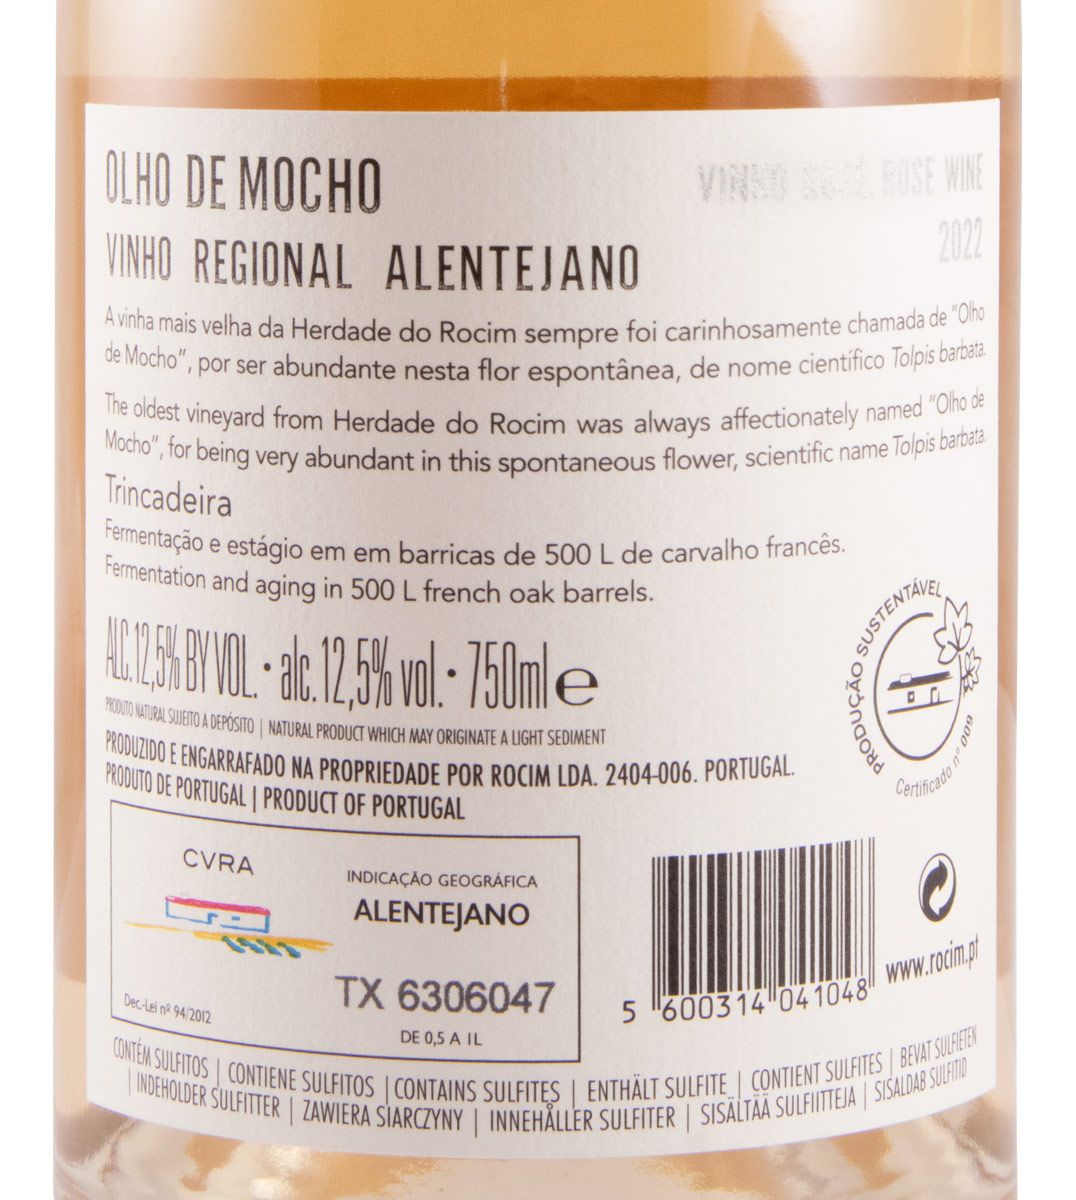 OLHO DE MOCHO
VINHO ROSÉ. ROSE WINE
VINHO REGIONAL ALENTEJANO
2022
A vinha mais velha da Herdade do Rocim sempre foi carinhosamente chamada de "Olho
de Mocho", por ser abundante nesta flor espontânea, de nome científico Tolpis barbata.
The oldest vineyard from Herdade do Rocim was always affectionately named "Olho de
Mocho", for being very abundant in this spontaneous flower, scientific name Tolpis barbata.
Trincadeira
Fermentação e estágio em em barricas de 500 L de carvalho francês.
Fermentation and aging in 500 L french oak barrels.
ALC. 12,5% BY VOL. • alc. 12,5% vol. • 750ml e
PRODUTO NATURAL SUJEITO A DEPÓSITO | NATURAL PRODUCT WHICH MAY ORIGINATE A LIGHT SEDIMENT
PRODUZIDO E ENGARRAFADO NA PROPRIEDADE POR ROCIM LDA. 2404-006. PORTUGAL.
PRODUTO DE PORTUGAL | PRODUCT OF PORTUGAL
PRODUÇÃO SUSTENTÁVEL
Certificado nº 009
CVRA
INDICAÇÃO GEOGRÁFICA
ALENTEJANO
TX 6306047
Dec.-Lei nº 94/2012
DE 0,5 A 1L
www.rocim.pt
5 600314 041048
CONTÉM SULFITOS | CONTIENE SULFITOS | CONTAINS SULFITES | ENTHÄLT SULFITE | CONTIENT SULFITES | BEVAT SULFIETEN
| INDEHOLDER SULFITTER | ZAWIERA SIARCZYNY | INNEHÅLLER SULFITER | SISÄLTÄÄ SULFIITTEJA | SISALDAB SULFITID